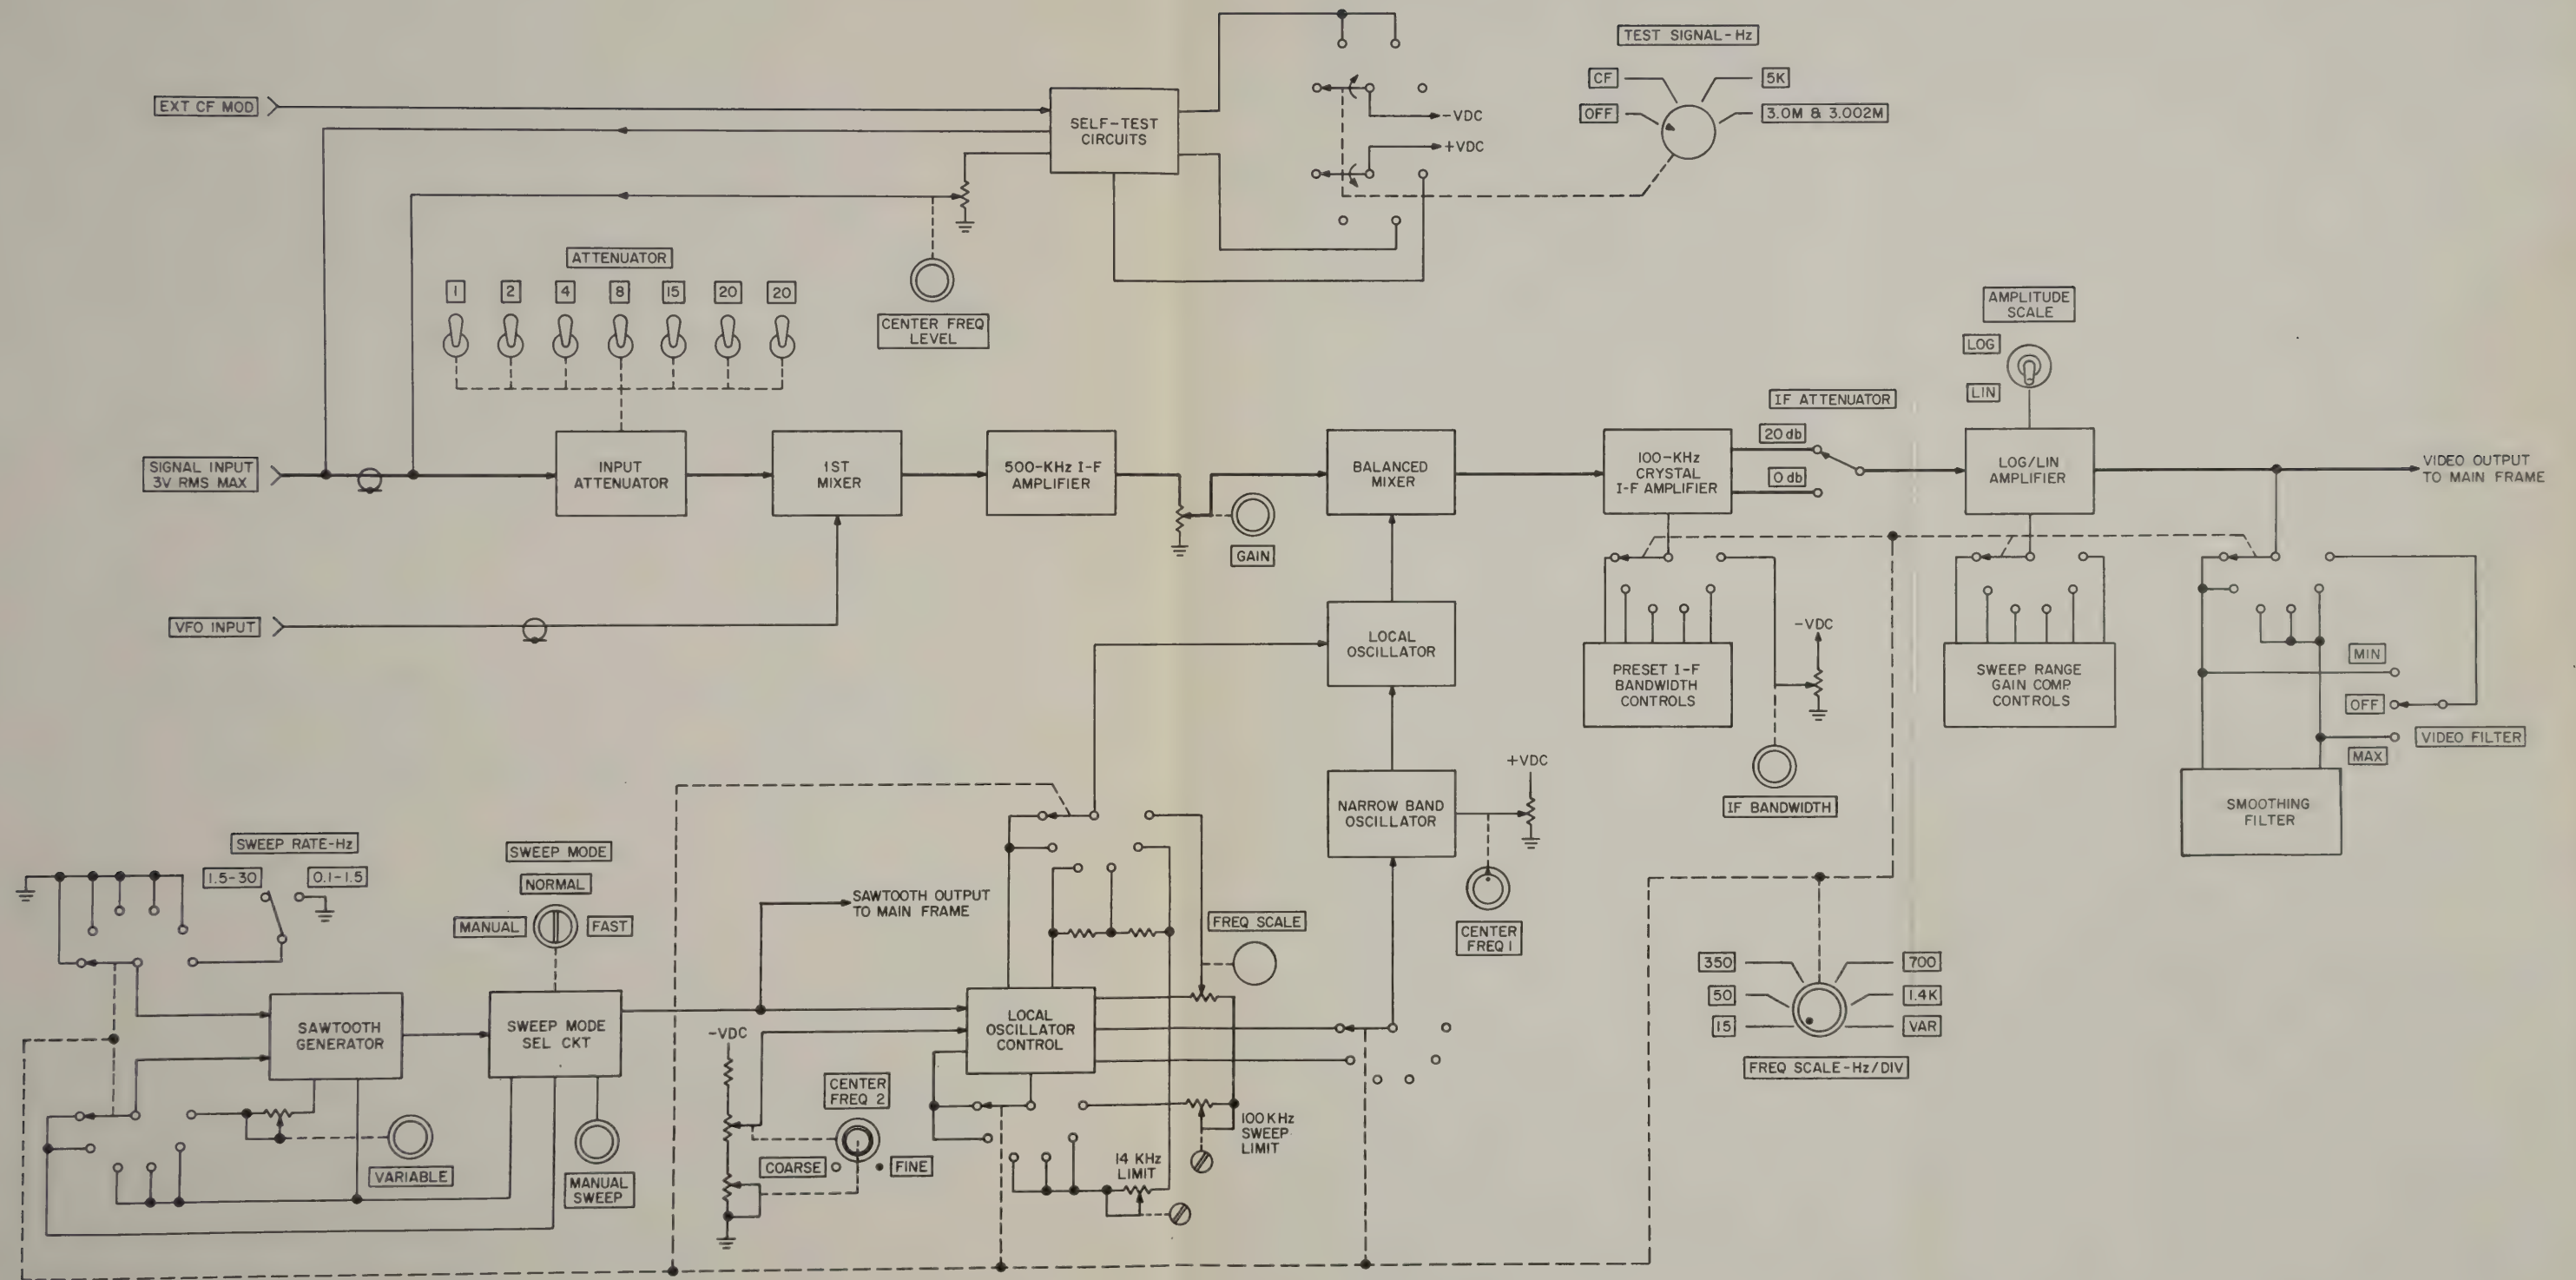 TEST SIGNAL-Hz
CF
5K
OFF
3.0M & 3.002M
EXT CF MOD
SELF-TEST
CIRCUITS
-VDC
+VDC
ATTENUATOR
1
2
4
8
15
20
20
CENTER FREQ
LEVEL
AMPLITUDE
SCALE
LOG
LIN
IF ATTENUATOR
20 db
0 db
SIGNAL INPUT
3V RMS MAX
INPUT
ATTENUATOR
1ST
MIXER
500-KHz I-F
AMPLIFIER
GAIN
BALANCED
MIXER
100-KHz
CRYSTAL
I-F AMPLIFIER
LOG/LIN
AMPLIFIER
VIDEO OUTPUT
TO MAIN FRAME
VFO INPUT
LOCAL
OSCILLATOR
PRESET I-F
BANDWIDTH
CONTROLS
-VDC
IF BANDWIDTH
SWEEP RANGE
GAIN COMP
CONTROLS
MIN
OFF
MAX
VIDEO FILTER
SMOOTHING
FILTER
NARROW BAND
OSCILLATOR
+VDC
CENTER
FREQ 1
SWEEP RATE-Hz
1.5-30
0.1-1.5
SWEEP MODE
NORMAL
MANUAL
FAST
SAWTOOTH OUTPUT
TO MAIN FRAME
FREQ SCALE
SAWTOOTH
GENERATOR
SWEEP MODE
SEL CKT
-VDC
LOCAL
OSCILLATOR
CONTROL
350
50
15
700
1.4K
VAR
FREQ SCALE-Hz/DIV
VARIABLE
MANUAL
SWEEP
CENTER
FREQ 2
COARSE
FINE
14 KHz
LIMIT
100KHz
SWEEP
LIMIT